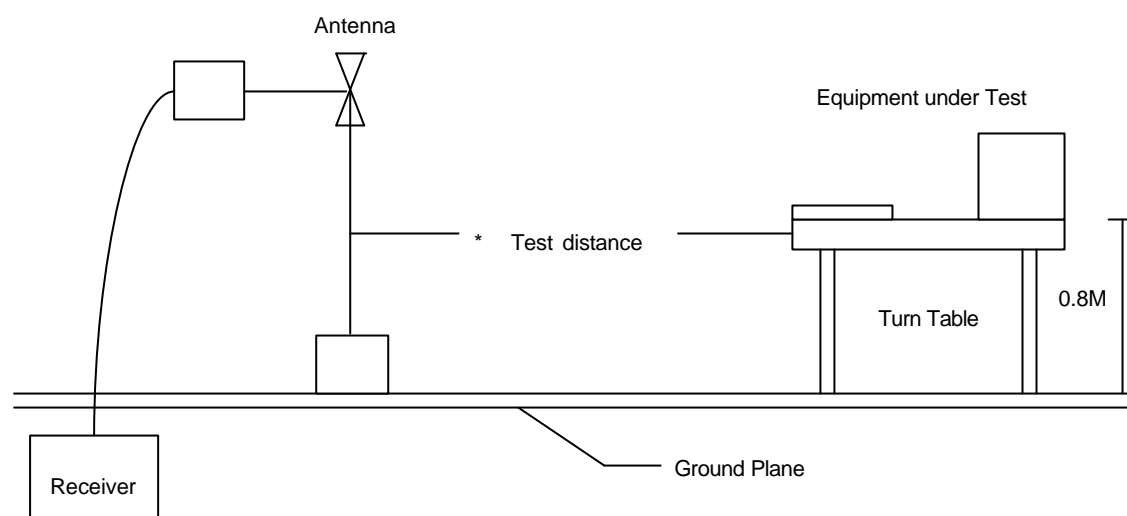 Antenna
Equipment under Test
* Test distance
0.8M
Turn Table
Ground Plane
Receiver